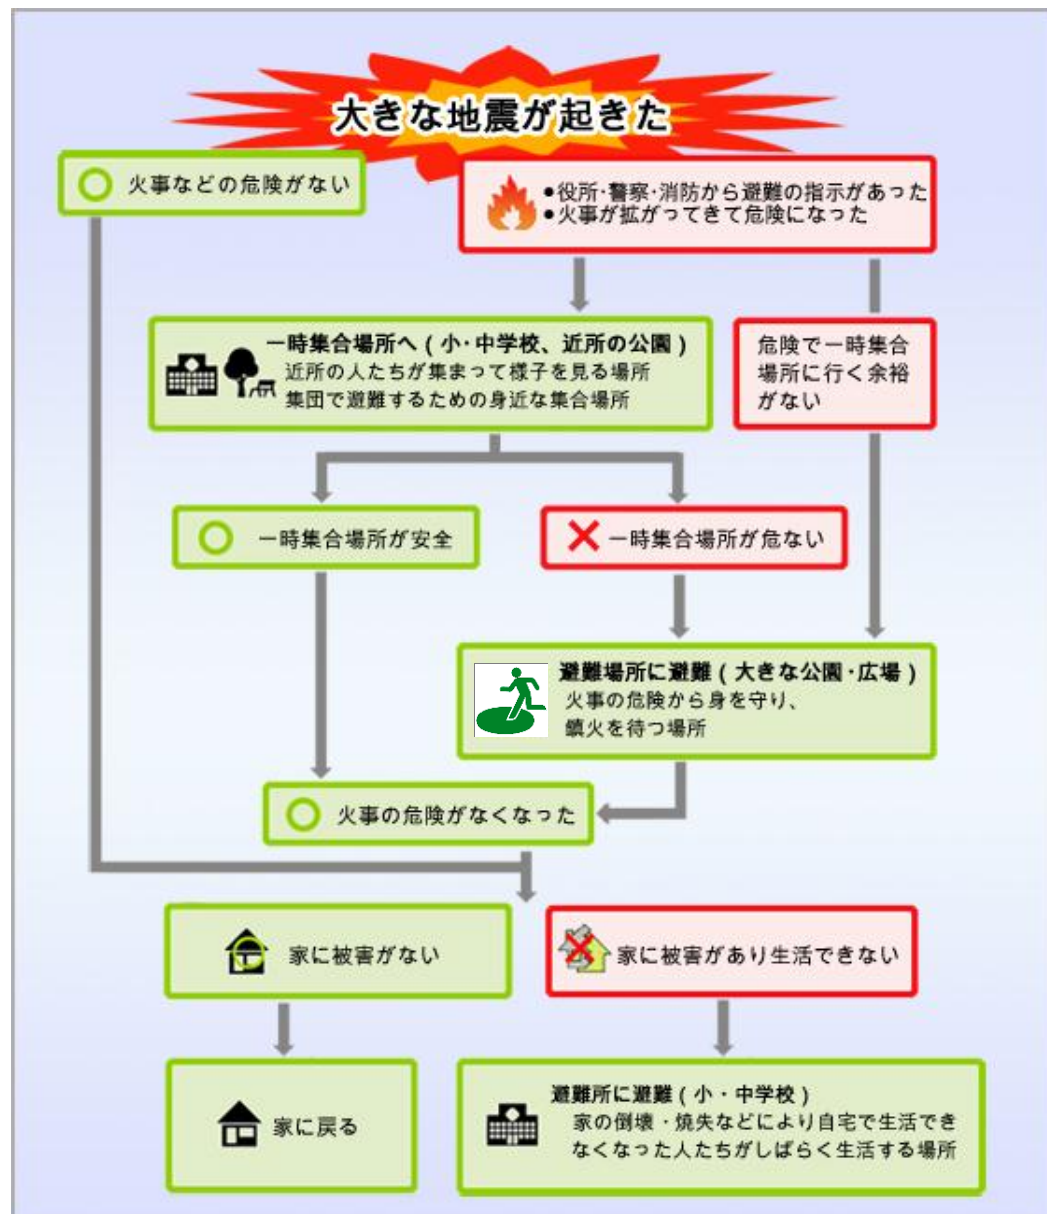 大きな地震が起きた
火事などの危険がない
●役所・警察・消防から避難の指示があった
●火事が拡がってきて危険になった
一時集合場所へ(小・中学校、近所の公園)
近所の人たちが集まって様子を見る場所
集団で避難するための身近な集合場所
危険で一時集合
場所に行く余裕
がない
一時集合場所が安全
一時集合場所が危ない
避難場所に避難(大きな公園・広場)
火事の危険から身を守り、
鎮火を待つ場所
火事の危険がなくなった
家に被害がない
家に被害があり生活できない
家に戻る
避難所に避難(小・中学校)
家の倒壊・焼失などにより自宅で生活でき
なくなった人たちがしばらく生活する場所